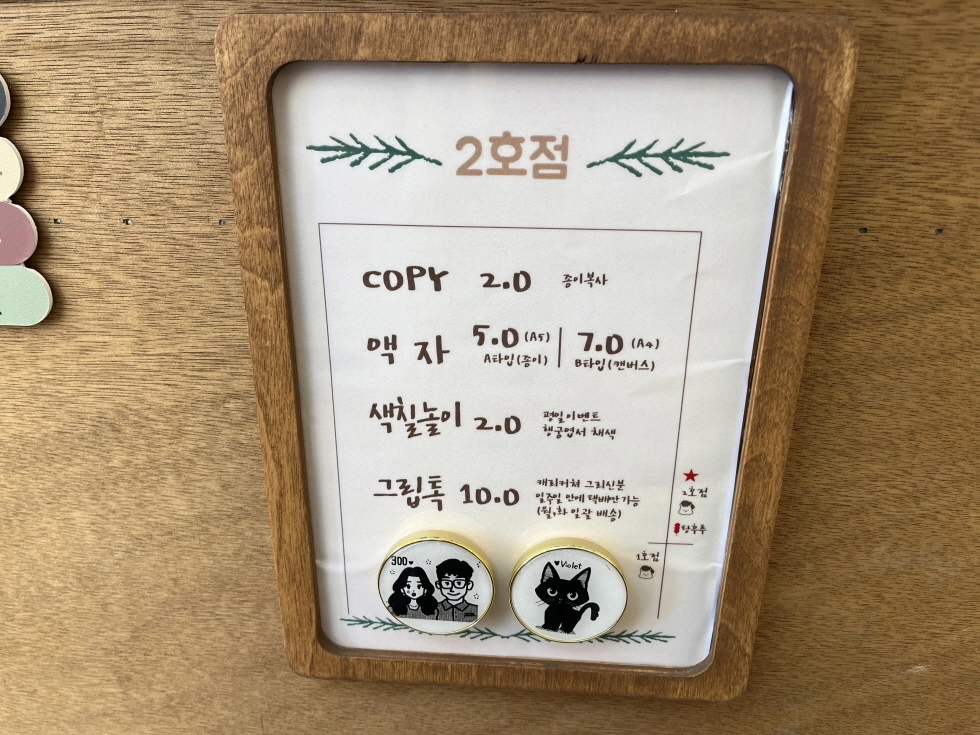 2호점
COPY 2.0 종이복사
액자 5.0 (A5) 7.0 (A4)
A타입(종이) B타입(캔버스)
색칠놀이 2.0 평일이벤트
행궁엽서 채색
그립톡 10.0 캐리커쳐 그리신분
일주일 안에 택배만 가능
(월,화 일괄 배송)
2호점
탕후루
1호점
300
Violet